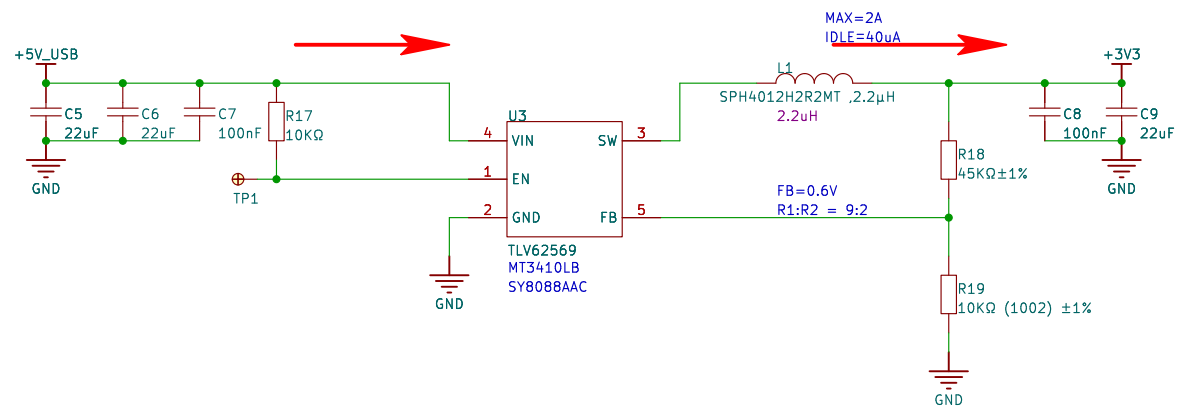 MAX=2A
IDLE=40uA
+5V_USB
+3V3
L1
SPH4012H2R2MT ,2.2µH
2.2uH
C5
22uF
C6
22uF
C7
100nF
R17
10KΩ
U3
C8
100nF
C9
22uF
4
VIN
SW
3
R18
45KΩ±1%
GND
TP1
1
EN
GND
FB=0.6V
R1:R2 = 9:2
2
GND
FB
5
TLV62569
MT3410LB
SY8088AAC
GND
R19
10KΩ (1002) ±1%
GND